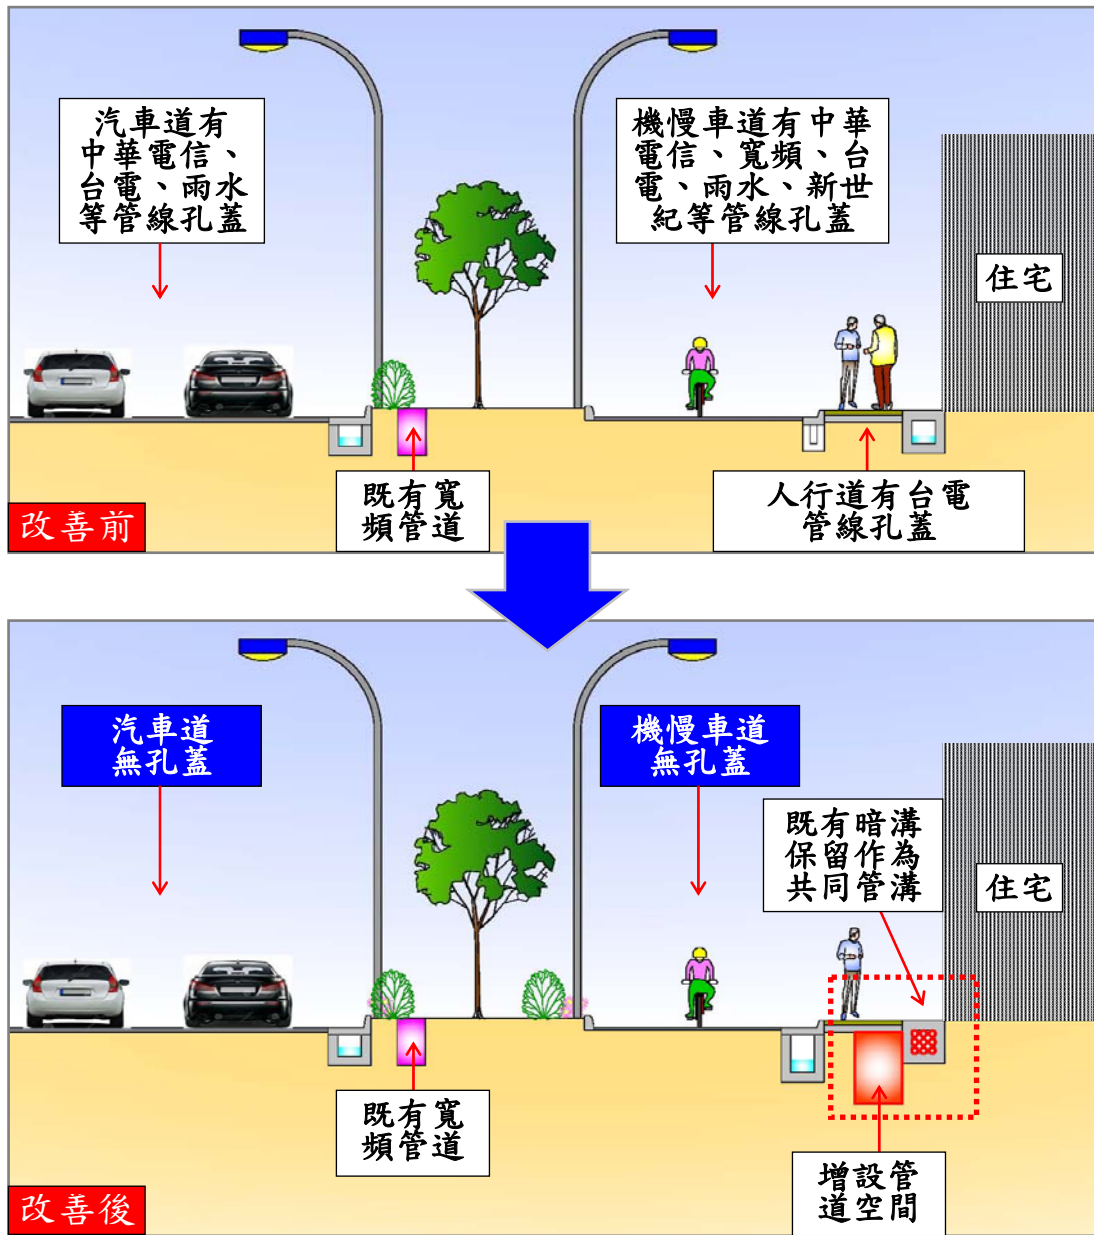 汽車道有
中華電信、
台電、雨水
等管線孔蓋
機慢車道有中華
電信、寬頻、台
電、雨水、新世
紀等管線孔蓋
住宅
既有寬
頻管道
人行道有台電
管線孔蓋
改善前
汽車道
無孔蓋
機慢車道
無孔蓋
既有暗溝
保留作為
共同管溝
住宅
既有寬
頻管道
增設管
道空間
改善後